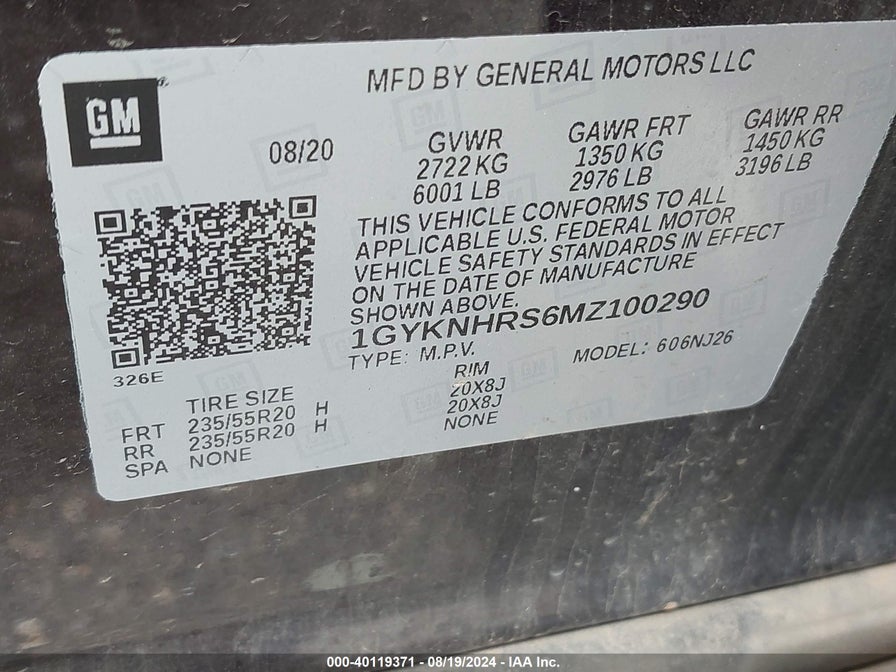 GM
MFD BY GENERAL MOTORS LLC
08/20
GVWR
2722 KG
6001 LB
GAWR FRT
1350 KG
2976 LB
GAWR RR
1450 KG
3196 LB
THIS VEHICLE CONFORMS TO ALL
APPLICABLE U.S. FEDERAL MOTOR
VEHICLE SAFETY STANDARDS IN EFFECT
ON THE DATE OF MANUFACTURE
SHOWN ABOVE.
1GYKNHRS6MZ100290
TYPE: M.P.V. MODEL: 606NJ26
326E
TIRE SIZE RIM
FRT 235/55R20 H 20X8J
RR 235/55R20 H 20X8J
SPA NONE NONE
000-40119371 - 08/19/2024 - IAA Inc.